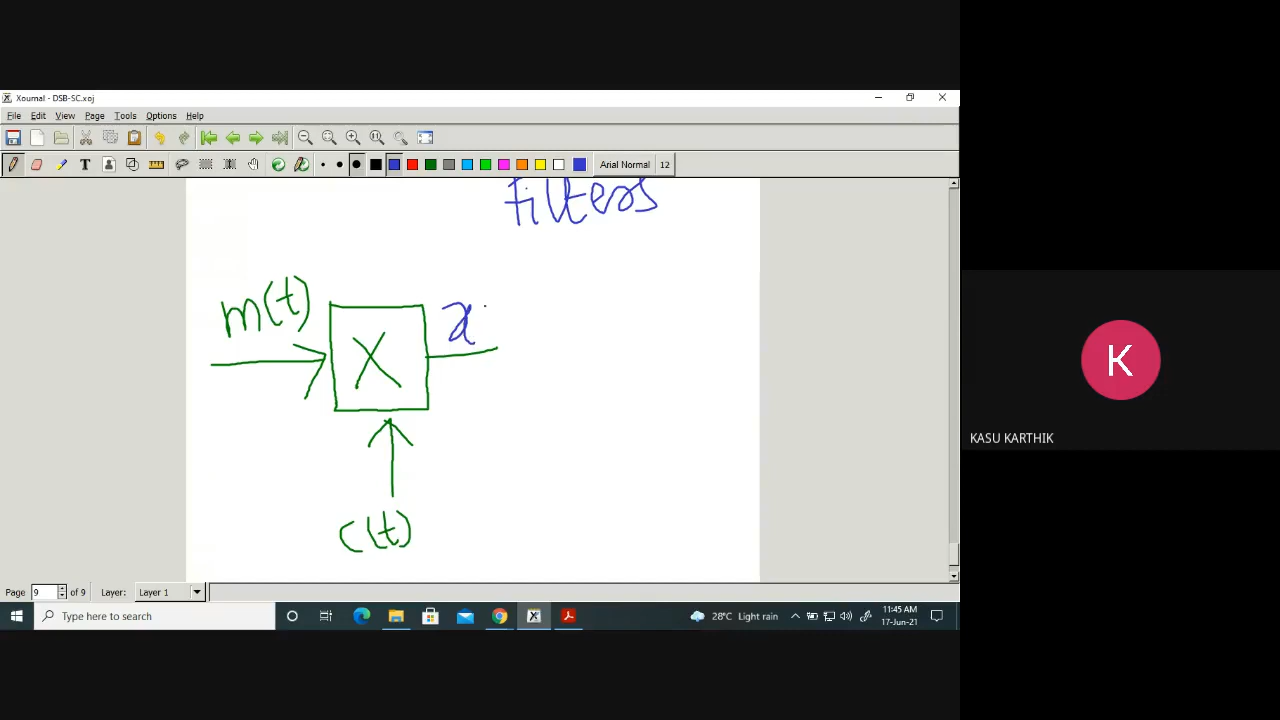 Xournal - DSB-SC.xoj
File Edit View Page Tools Options Help
T Arial Normal 12
filters
m(t)
X
x
c(t)
K
KASU KARTHIK
Page 9 of 9 Layer: Layer 1
Type here to search
28°C Light rain
11:45 AM
17-Jun-21